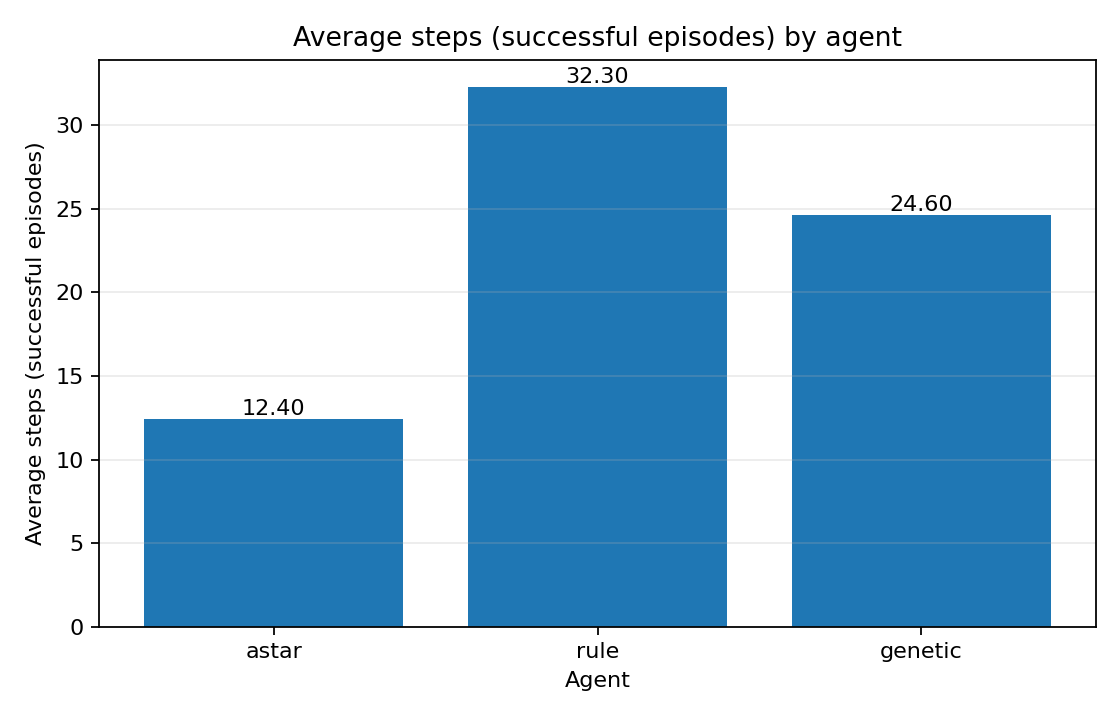 Average steps (successful episodes) by agent
Average steps (successful episodes)
30
25
20
15
10
5
0
12.40
32.30
24.60
astar
rule
genetic
Agent